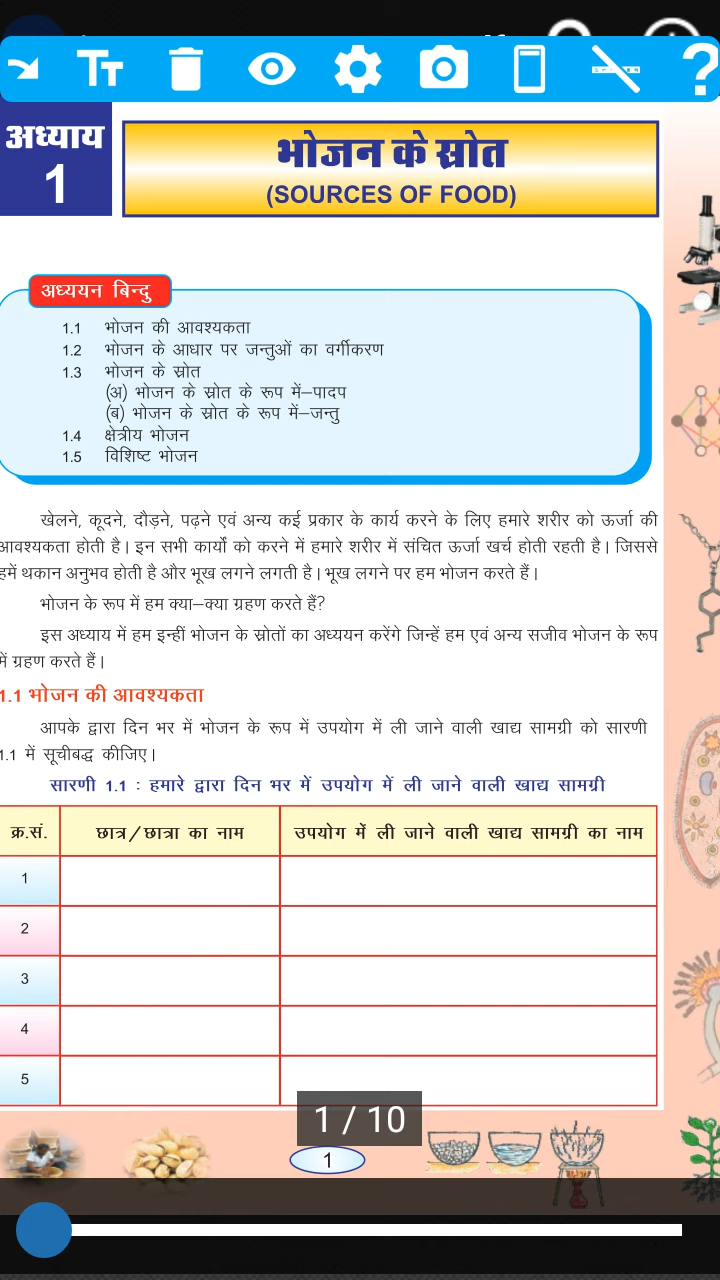 अध्याय
1
भोजन के स्रोत
(SOURCES OF FOOD)
अध्ययन बिन्दु
1.1 भोजन की आवश्यकता
1.2 भोजन के आधार पर जन्तुओं का वर्गीकरण
1.3 भोजन के स्रोत
(अ) भोजन के स्रोत के रूप में–पादप
(ब) भोजन के स्रोत के रूप में–जन्तु
1.4 क्षेत्रीय भोजन
1.5 विशिष्ट भोजन
खेलने, कूदने, दौड़ने, पढ़ने एवं अन्य कई प्रकार के कार्य करने के लिए हमारे शरीर को ऊर्जा की
आवश्यकता होती है। इन सभी कार्यों को करने में हमारे शरीर में संचित ऊर्जा खर्च होती रहती है। जिससे
हमें थकान अनुभव होती है और भूख लगने लगती है। भूख लगने पर हम भोजन करते हैं।
भोजन के रूप में हम क्या–क्या ग्रहण करते हैं?
इस अध्याय में हम इन्हीं भोजन के स्रोतों का अध्ययन करेंगे जिन्हें हम एवं अन्य सजीव भोजन के रूप
में ग्रहण करते हैं।
1.1 भोजन की आवश्यकता
आपके द्वारा दिन भर में भोजन के रूप में उपयोग में ली जाने वाली खाद्य सामग्री को सारणी
1.1 में सूचीबद्ध कीजिए।
सारणी 1.1 : हमारे द्वारा दिन भर में उपयोग में ली जाने वाली खाद्य सामग्री
क्र.सं. छात्र/छात्रा का नाम उपयोग में ली जाने वाली खाद्य सामग्री का नाम
1
2
3
4
5
1 / 10
1